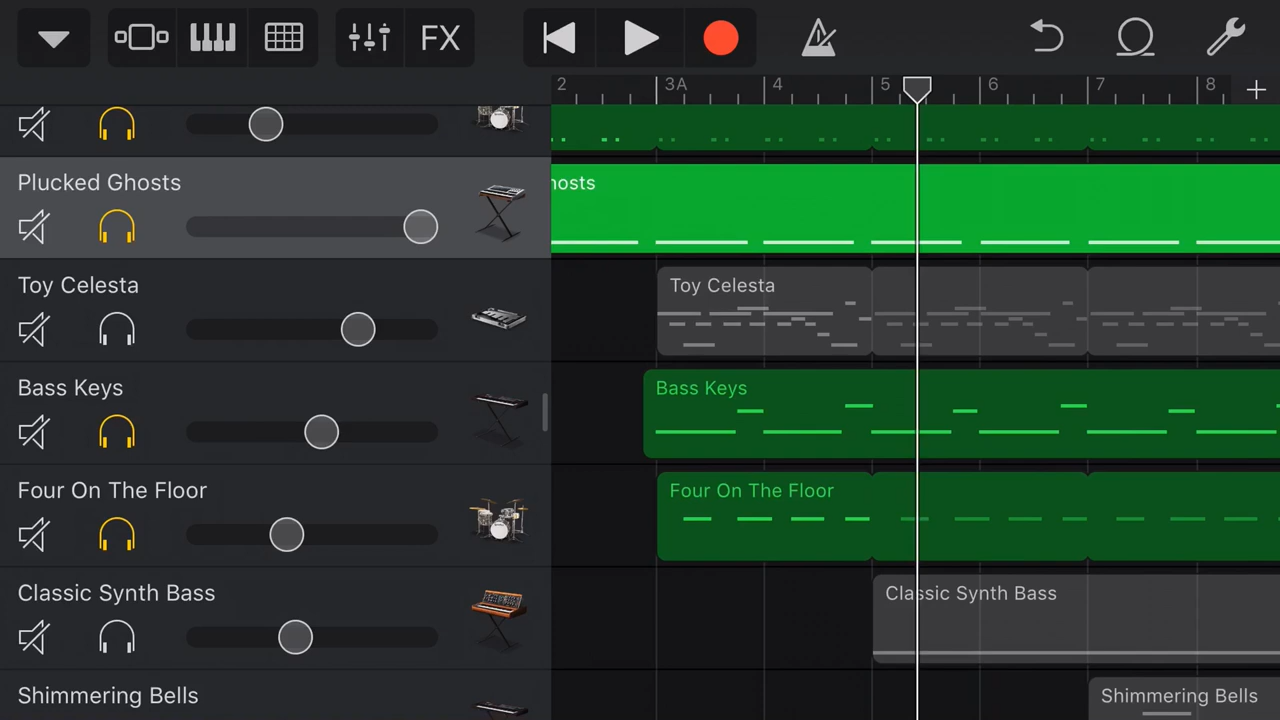 FX
2 3A 4 5 6 7 8
Plucked Ghosts
hosts
Toy Celesta
Toy Celesta
Bass Keys
Bass Keys
Four On The Floor
Four On The Floor
Classic Synth Bass
Classic Synth Bass
Shimmering Bells
Shimmering Bells